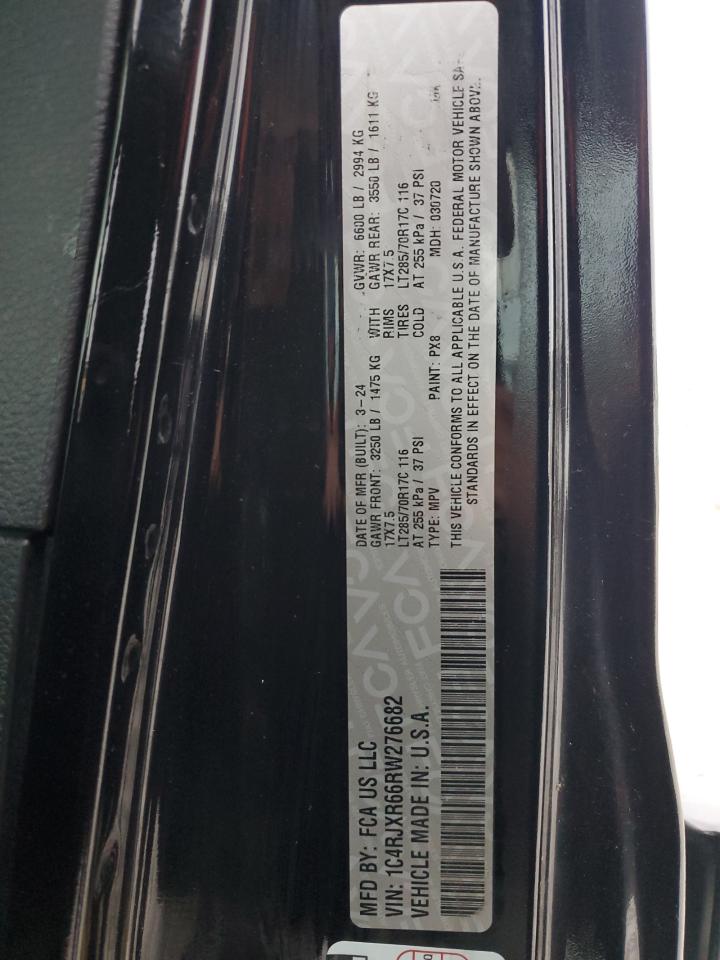 MFD BY: FCA US LLC
VIN: 1C4RJXR66RW276682
VEHICLE MADE IN: U.S.A.
DATE OF MFR (BUILT): 3-24 GVWR: 6600 LB / 2994 KG
GAWR FRONT: 3250 LB / 1475 KG WITH GAWR REAR: 3550 LB / 1611 KG
17X7.5 RIMS 17X7.5
LT285/70R17C 116 TIRES LT285/70R17C 116
AT 255 kPa / 37 PSI COLD AT 255 kPa / 37 PSI
TYPE: MPV PAINT: PX8 MDH: 030720
THIS VEHICLE CONFORMS TO ALL APPLICABLE U.S.A. FEDERAL MOTOR VEHICLE
STANDARDS IN EFFECT ON THE DATE OF MANUFACTURE SHOWN ABOVE.